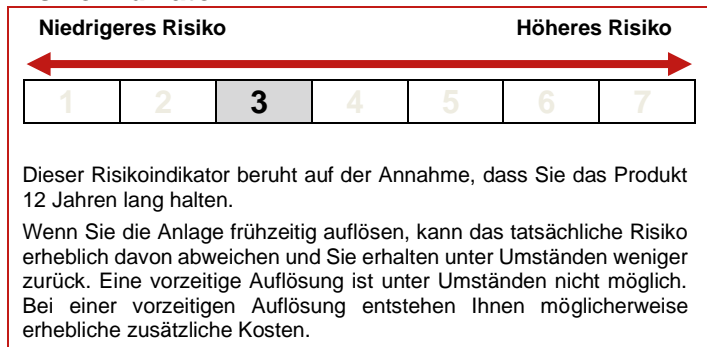 Niedrigeres Risiko Höheres Risiko
1 2 3 4 5 6 7
Dieser Risikoindikator beruht auf der Annahme, dass Sie das Produkt
12 Jahren lang halten.
Wenn Sie die Anlage frühzeitig auflösen, kann das tatsächliche Risiko
erheblich davon abweichen und Sie erhalten unter Umständen weniger
zurück. Eine vorzeitige Auflösung ist unter Umständen nicht möglich.
Bei einer vorzeitigen Auflösung entstehen Ihnen möglicherweise
erhebliche zusätzliche Kosten.